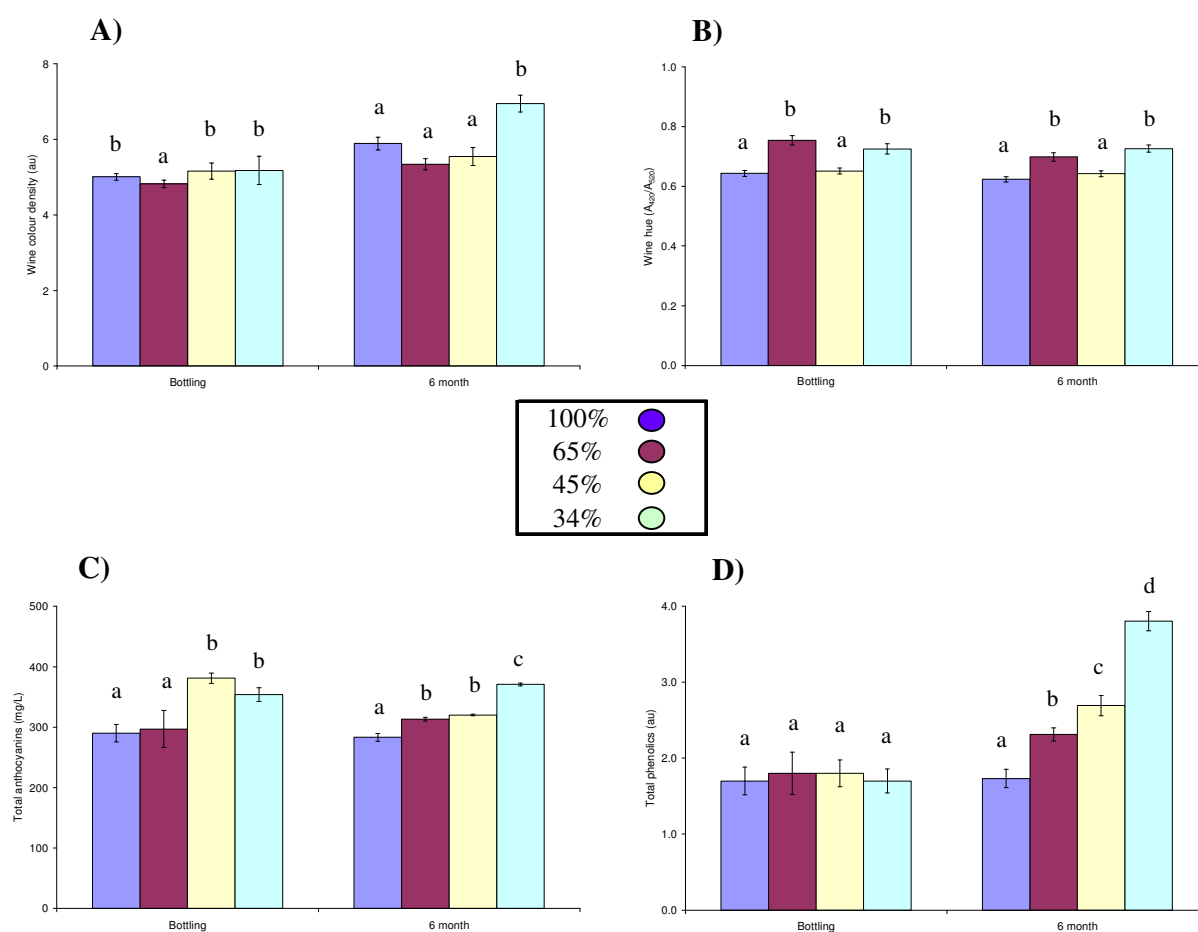 A)
8
6
4
2
0
Wine colour density (au)
b
a
b
b
a
a
a
b
Bottling
6 month
B)
1.0
0.8
0.6
0.4
0.2
0.0
Wine hue (A420/A520)
a
b
a
b
a
b
a
b
Bottling
6 month
100%
65%
45%
34%
C)
500
400
300
200
100
0
Total anthocyanins (mg/L)
a
a
b
b
a
b
b
c
Bottling
6 month
D)
4.0
3.0
2.0
1.0
0.0
Total phenolics (au)
a
a
a
a
a
b
c
d
Bottling
6 month